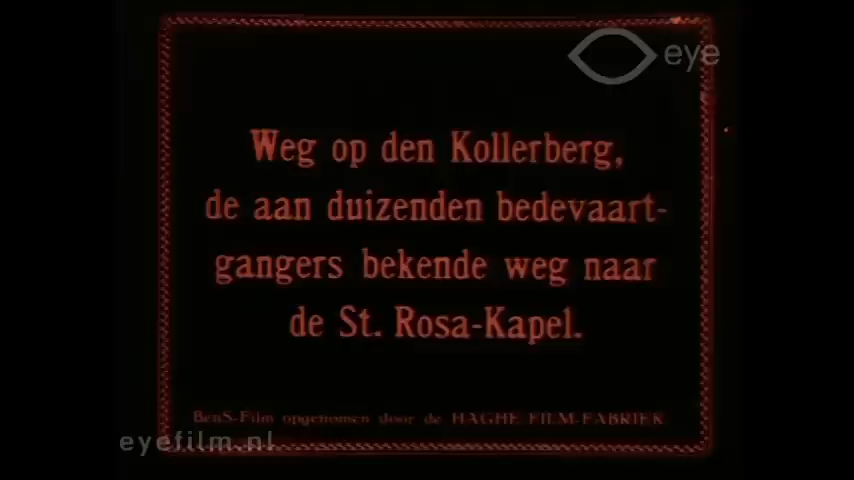 eye
Weg op den Kollerberg,
de aan duizenden bedevaart-
gangers bekende weg naar
de St. Rosa-Kapel.
BenS-Film opgenomen door de HAGHE FILM-FABRIEK
eyefilm.nl